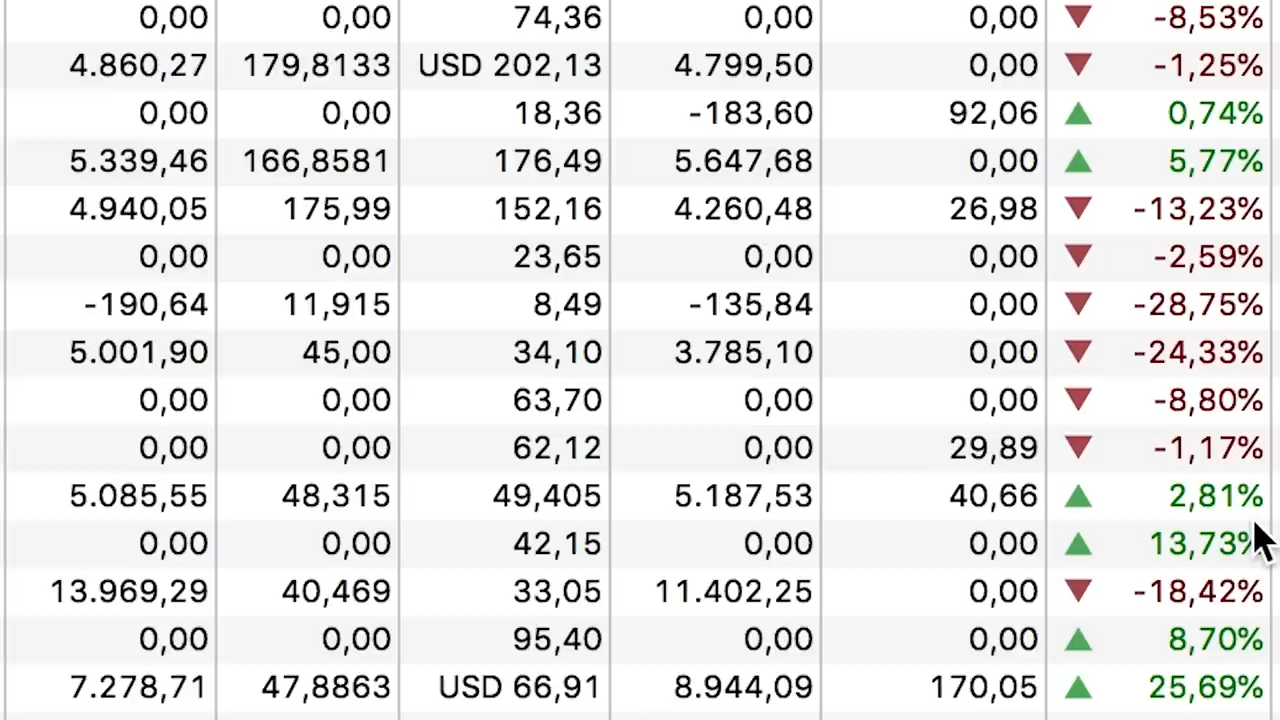 0,00 0,00 74,36 0,00 0,00 ▼ -8,53%
4.860,27 179,8133 USD 202,13 4.799,50 0,00 ▼ -1,25%
0,00 0,00 18,36 -183,60 92,06 ▲ 0,74%
5.339,46 166,8581 176,49 5.647,68 0,00 ▲ 5,77%
4.940,05 175,99 152,16 4.260,48 26,98 ▼ -13,23%
0,00 0,00 23,65 0,00 0,00 ▼ -2,59%
-190,64 11,915 8,49 -135,84 0,00 ▼ -28,75%
5.001,90 45,00 34,10 3.785,10 0,00 ▼ -24,33%
0,00 0,00 63,70 0,00 0,00 ▼ -8,80%
0,00 0,00 62,12 0,00 29,89 ▼ -1,17%
5.085,55 48,315 49,405 5.187,53 40,66 ▲ 2,81%
0,00 0,00 42,15 0,00 0,00 ▲ 13,73%
13.969,29 40,469 33,05 11.402,25 0,00 ▼ -18,42%
0,00 0,00 95,40 0,00 0,00 ▲ 8,70%
7.278,71 47,8863 USD 66,91 8.944,09 170,05 ▲ 25,69%